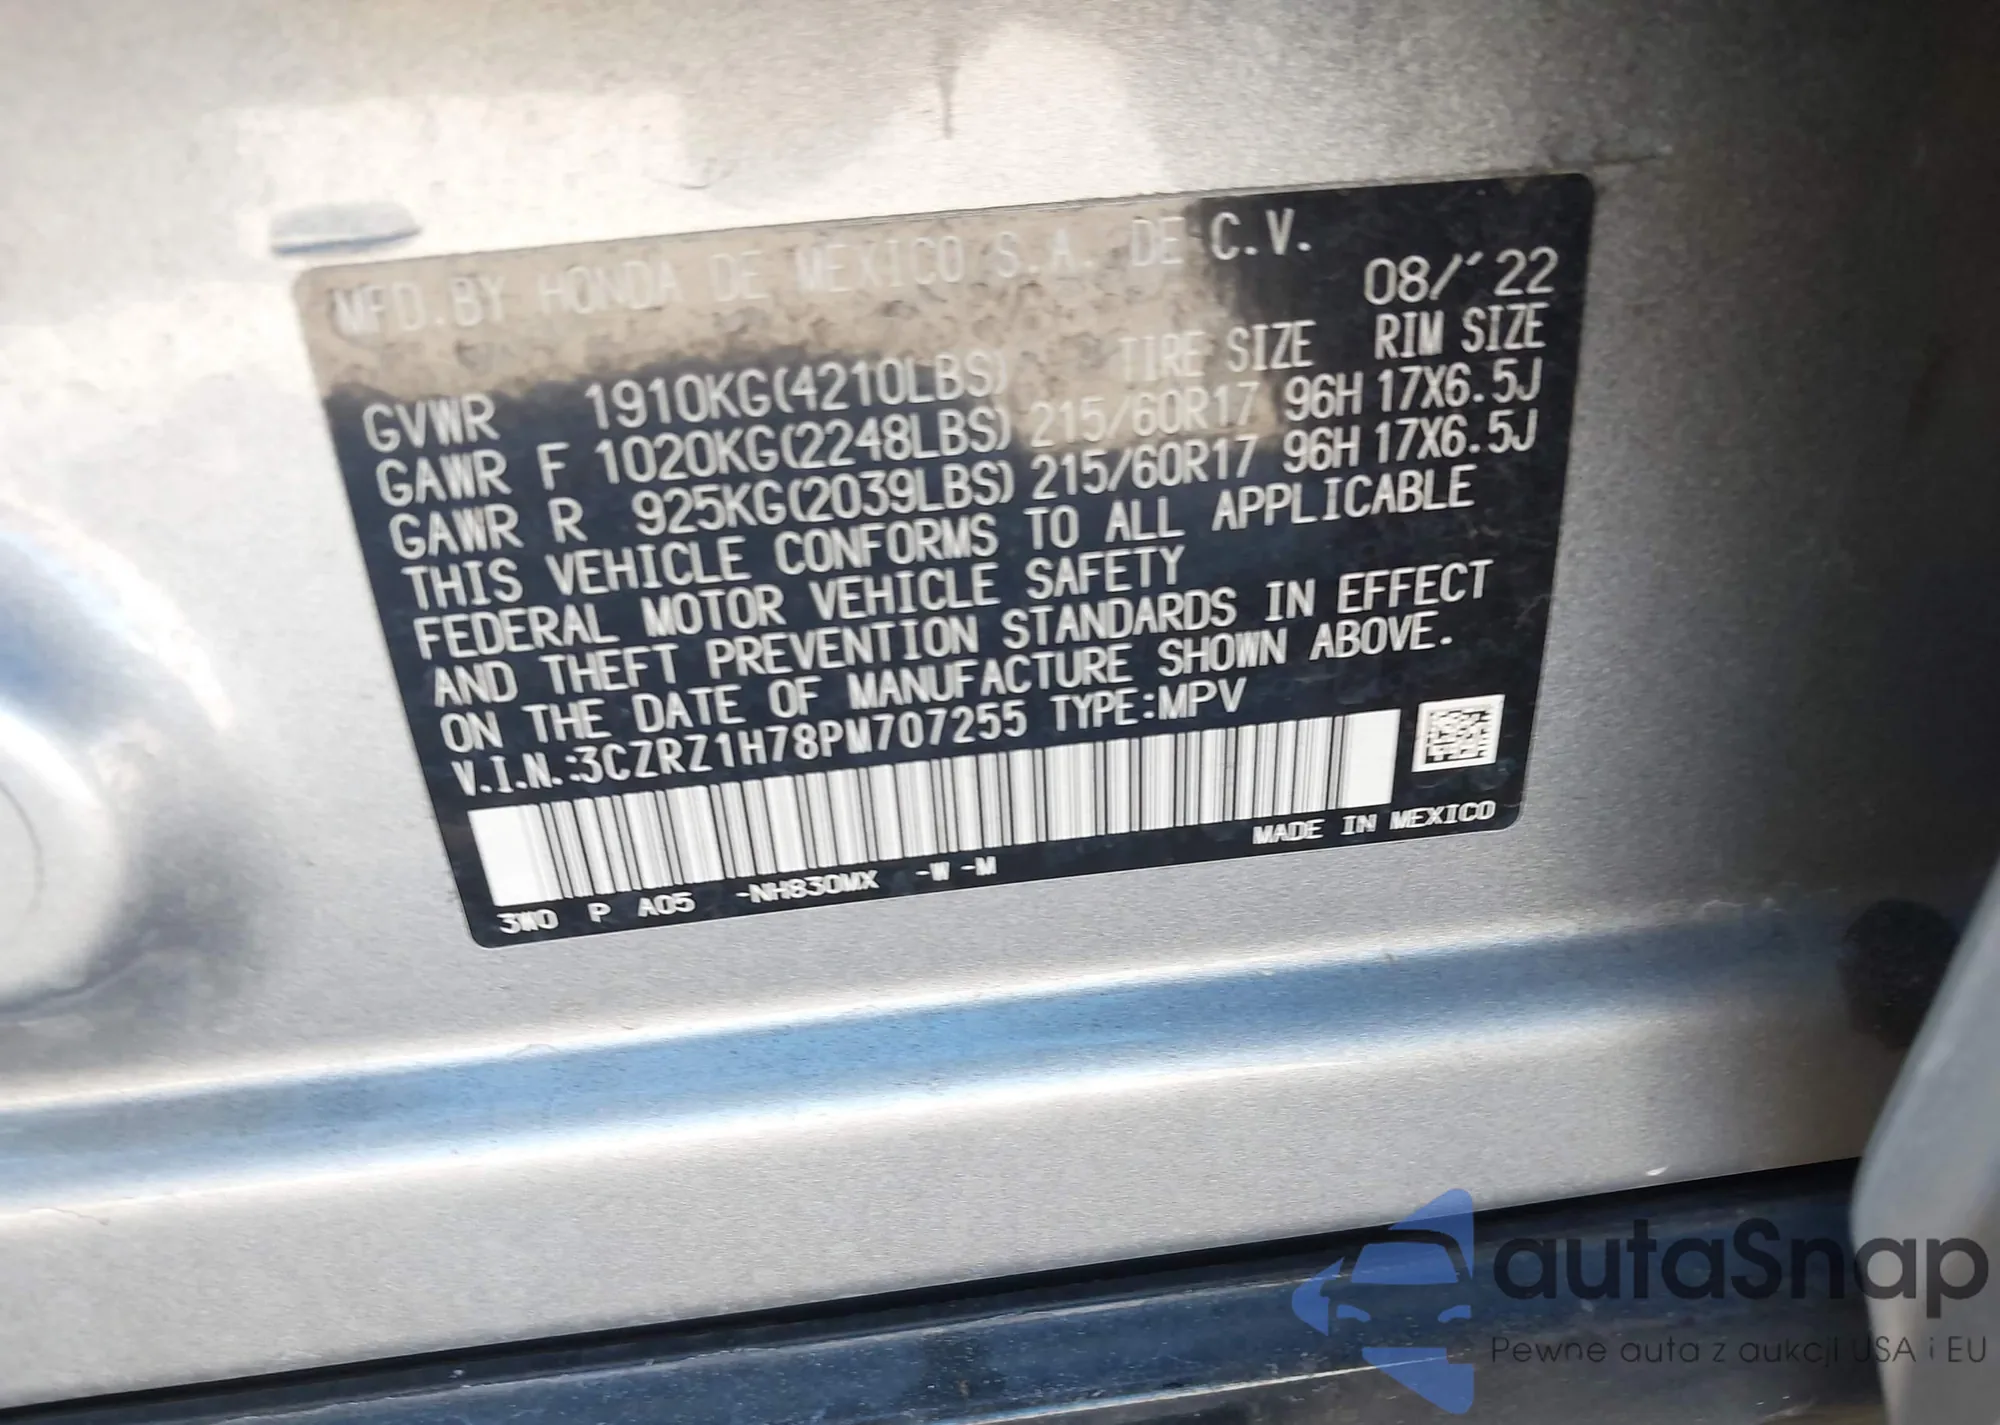 MFD.BY HONDA DE MEXICO S.A. DE C.V.
08/'22
TIRE SIZE RIM SIZE
GVWR 1910KG(4210LBS)
GAWR F 1020KG(2248LBS) 215/60R17 96H 17X6.5J
GAWR R 925KG(2039LBS) 215/60R17 96H 17X6.5J
THIS VEHICLE CONFORMS TO ALL APPLICABLE
FEDERAL MOTOR VEHICLE SAFETY
AND THEFT PREVENTION STANDARDS IN EFFECT
ON THE DATE OF MANUFACTURE SHOWN ABOVE.
V.I.N.:3CZRZ1H78PM707255 TYPE:MPV
MADE IN MEXICO
3W0 P A05 -NH830MX -W -M
autaSnap
Pewne auta z aukcji USA i EU